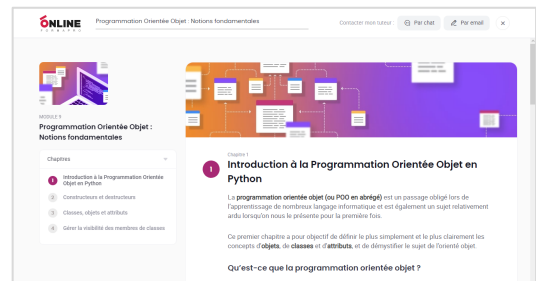 ONLINE
FORMAPRO
Programmation Orientée Objet : Notions fondamentales
Contacter mon tuteur :
Par chat
Par email
×
MODULE 9
Programmation Orientée Objet :
Notions fondamentales
Chapitres
1 Introduction à la Programmation Orientée
Objet en Python
2 Constructeurs et destructeurs
3 Classes, objets et attributs
4 Gérer la visibilité des membres de classes
Chapitre 1
1 Introduction à la Programmation Orientée Objet en
Python
La programmation orientée objet (ou POO en abrégé) est un passage obligé lors de
l'apprentissage de nombreux langage informatique et est également un sujet relativement
ardu lorsqu'on nous le présente pour la première fois.
Ce premier chapitre a pour objectif de définir le plus simplement et le plus clairement les
concepts d'objets, de classes et d'attributs, et de démystifier le sujet de l'orienté objet.
Qu'est-ce que la programmation orientée objet ?